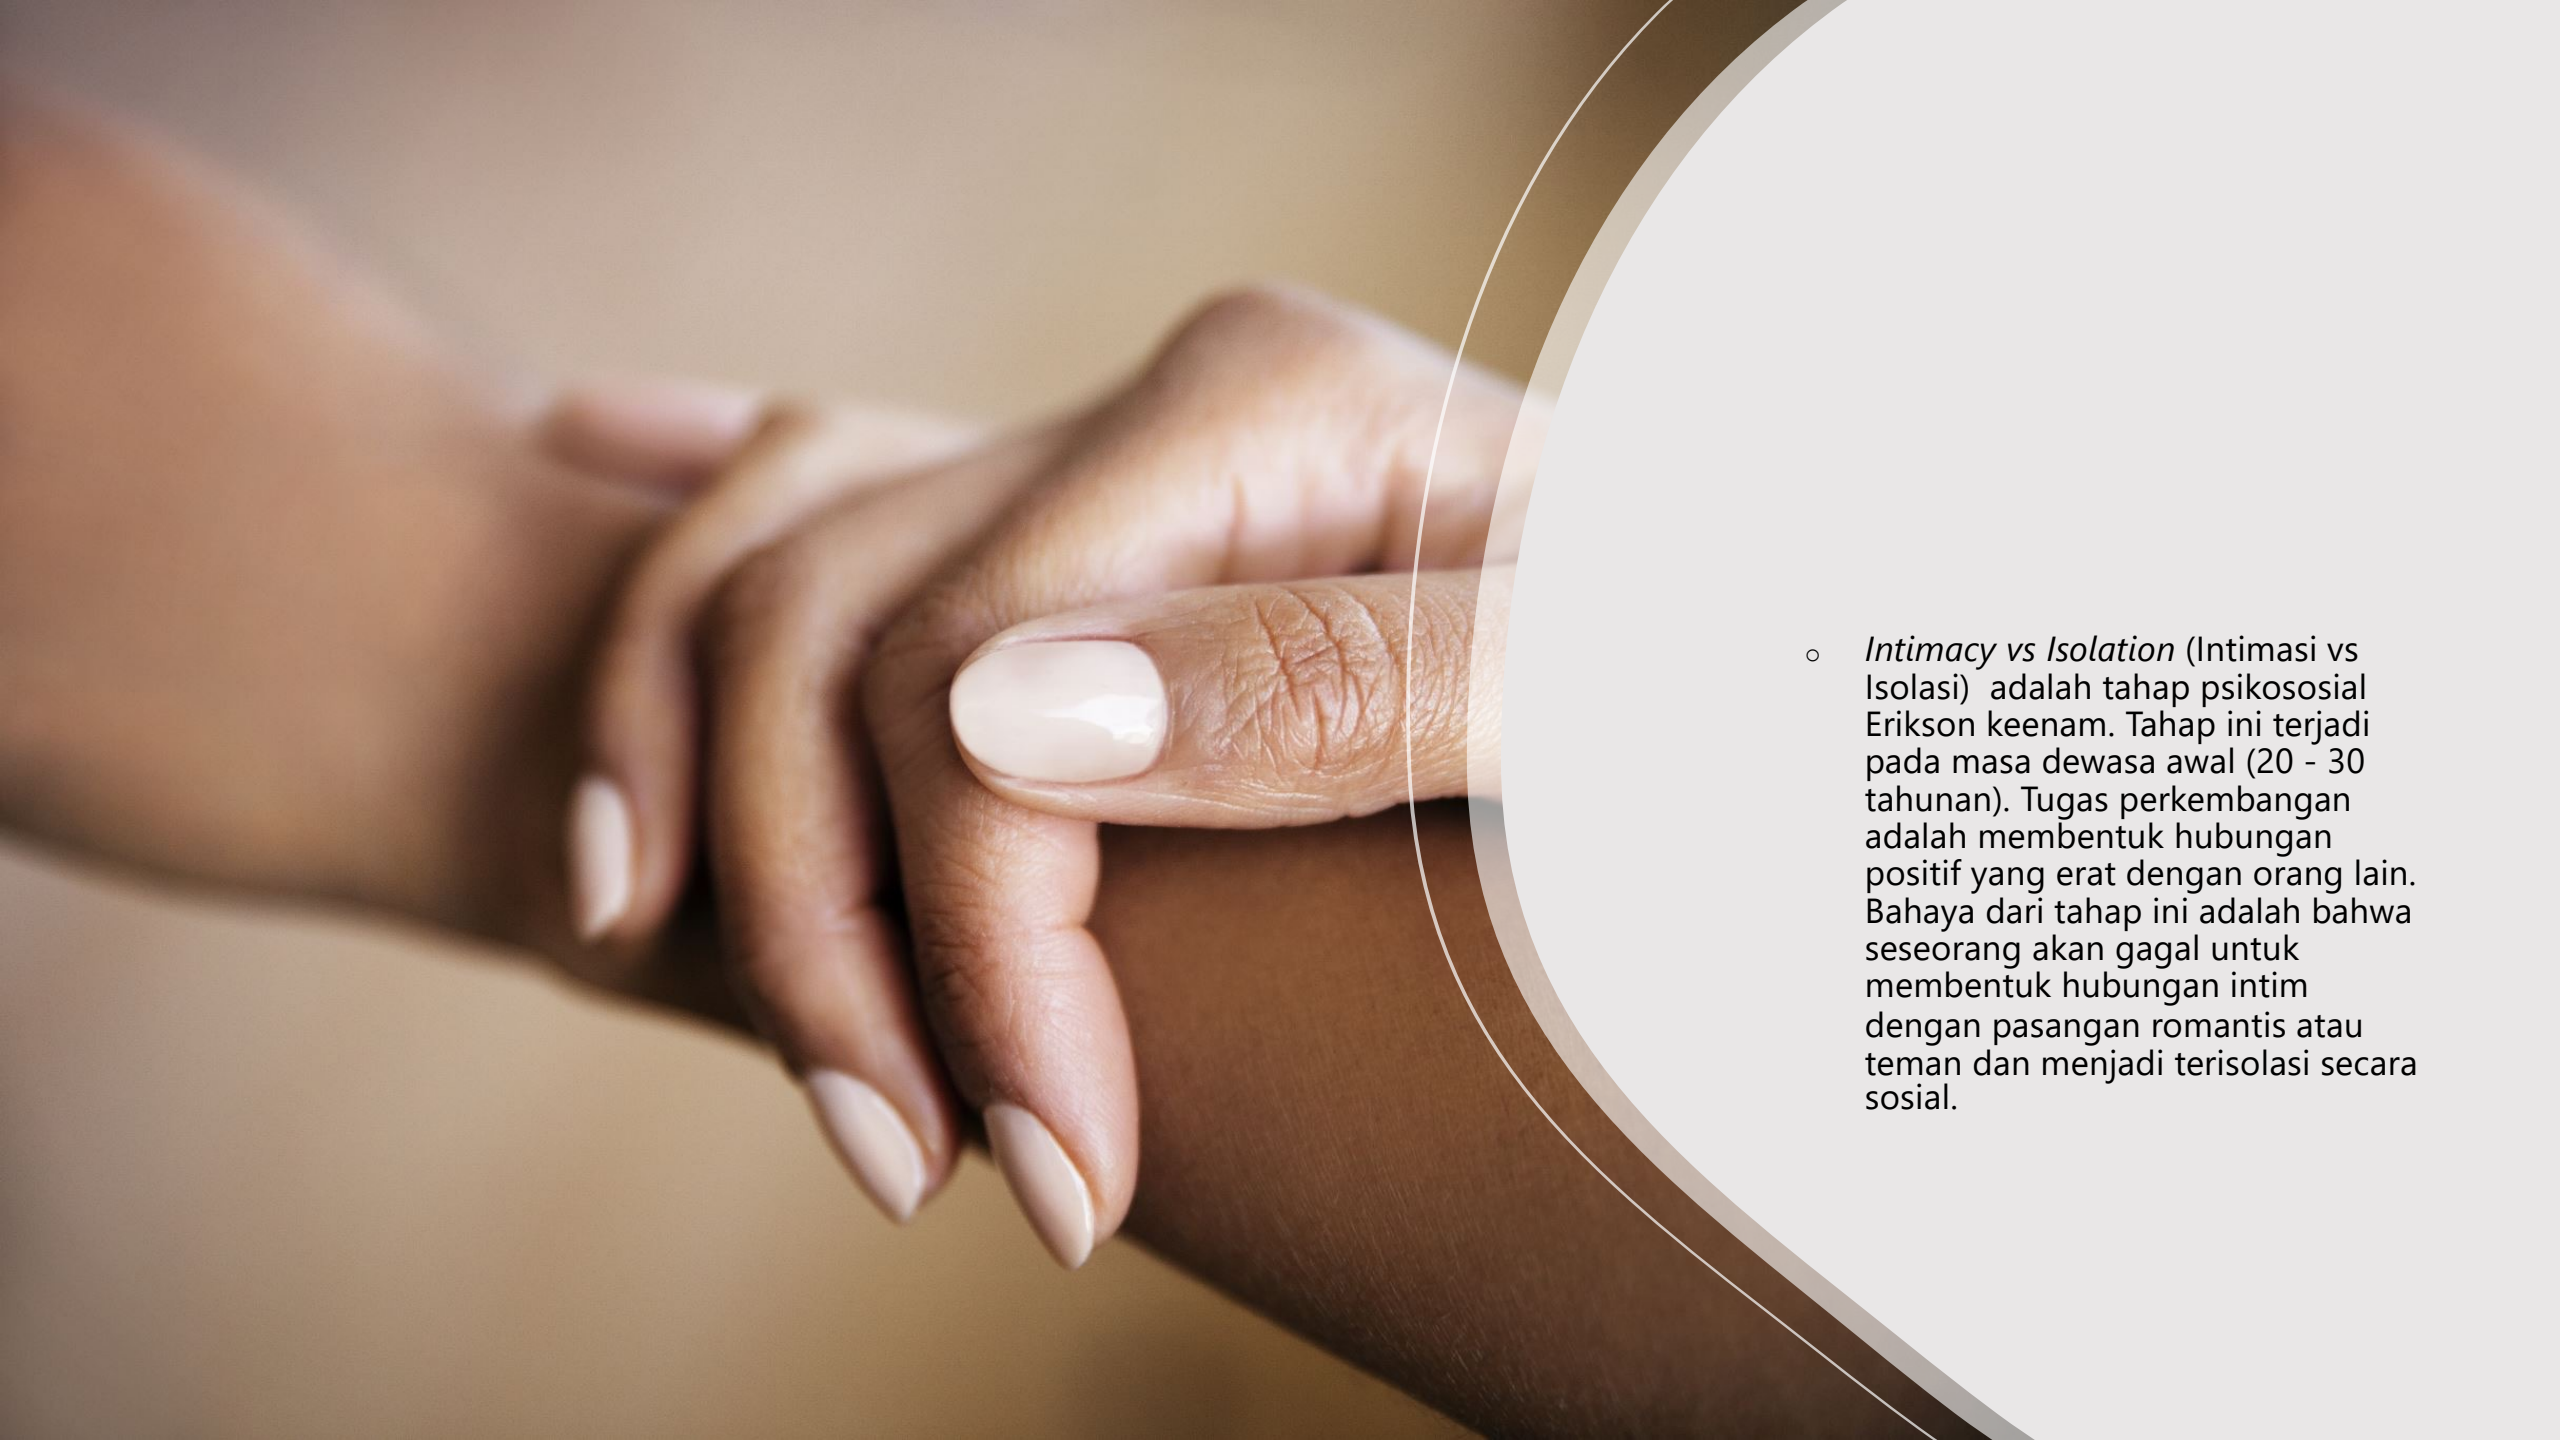 ○ Intimacy vs Isolation (Intimasi vs
Isolasi)  adalah tahap psikososial
Erikson keenam. Tahap ini terjadi
pada masa dewasa awal (20 - 30
tahunan). Tugas perkembangan
adalah membentuk hubungan
positif yang erat dengan orang lain.
Bahaya dari tahap ini adalah bahwa
seseorang akan gagal untuk
membentuk hubungan intim
dengan pasangan romantis atau
teman dan menjadi terisolasi secara
sosial.